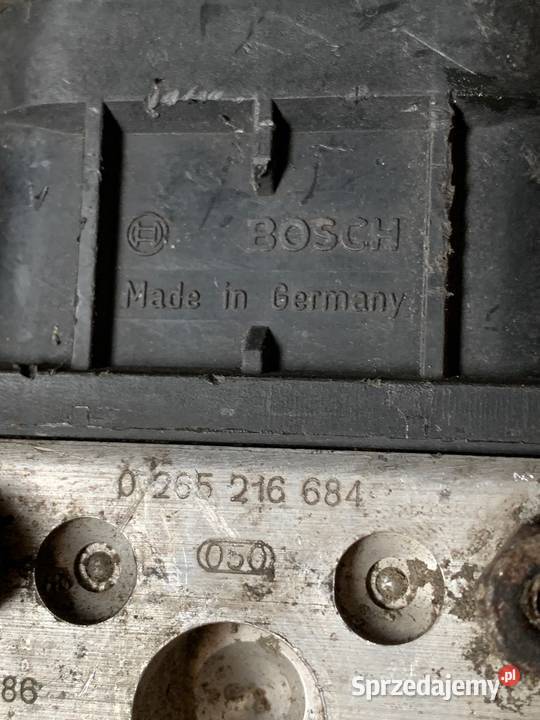 BOSCH
Made in Germany
0 265 216 684
050
86
Sprzedajemy.pl